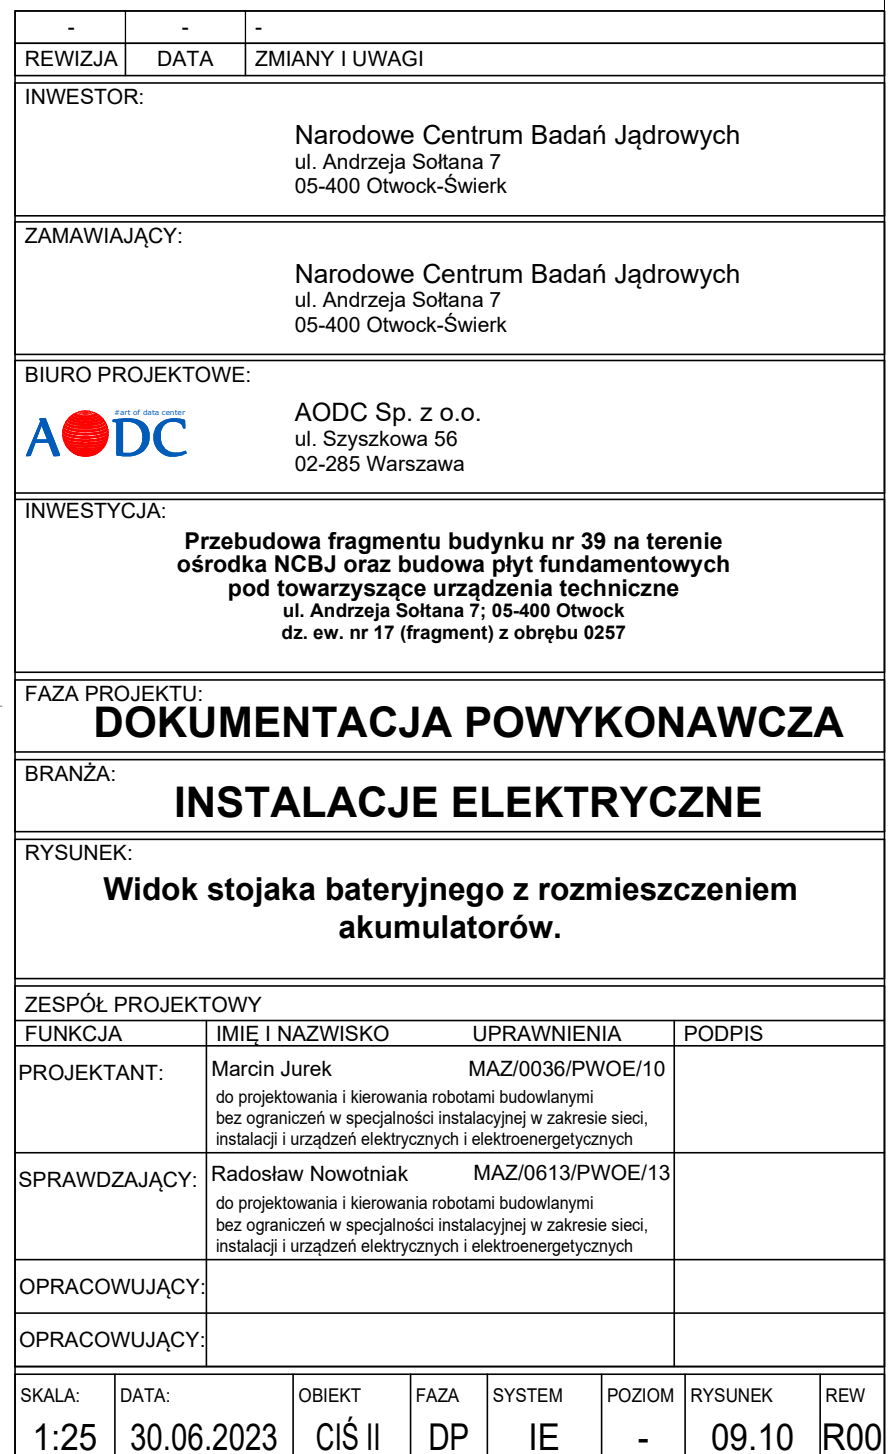 - - -
REWIZJA DATA ZMIANY I UWAGI
INWESTOR:
Narodowe Centrum Badań Jądrowych
ul. Andrzeja Sołtana 7
05-400 Otwock-Świerk
ZAMAWIAJĄCY:
Narodowe Centrum Badań Jądrowych
ul. Andrzeja Sołtana 7
05-400 Otwock-Świerk
BIURO PROJEKTOWE:
#art of data center
AODC
AODC Sp. z o.o.
ul. Szyszkowa 56
02-285 Warszawa
INWESTYCJA:
Przebudowa fragmentu budynku nr 39 na terenie
ośrodka NCBJ oraz budowa płyt fundamentowych
pod towarzyszące urządzenia techniczne
ul. Andrzeja Sołtana 7; 05-400 Otwock
dz. ew. nr 17 (fragment) z obrębu 0257
FAZA PROJEKTU:
DOKUMENTACJA POWYKONAWCZA
BRANŻA:
INSTALACJE ELEKTRYCZNE
RYSUNEK:
Widok stojaka bateryjnego z rozmieszczeniem
akumulatorów.
ZESPÓŁ PROJEKTOWY
FUNKCJA IMIĘ I NAZWISKO UPRAWNIENIA PODPIS
PROJEKTANT: Marcin Jurek MAZ/0036/PWOE/10
do projektowania i kierowania robotami budowlanymi
bez ograniczeń w specjalności instalacyjnej w zakresie sieci,
instalacji i urządzeń elektrycznych i elektroenergetycznych
SPRAWDZAJĄCY: Radosław Nowotniak MAZ/0613/PWOE/13
do projektowania i kierowania robotami budowlanymi
bez ograniczeń w specjalności instalacyjnej w zakresie sieci,
instalacji i urządzeń elektrycznych i elektroenergetycznych
OPRACOWUJĄCY:
OPRACOWUJĄCY:
SKALA: DATA: OBIEKT FAZA SYSTEM POZIOM RYSUNEK REW
1:25 30.06.2023 CIŚ II DP IE - 09.10 R00